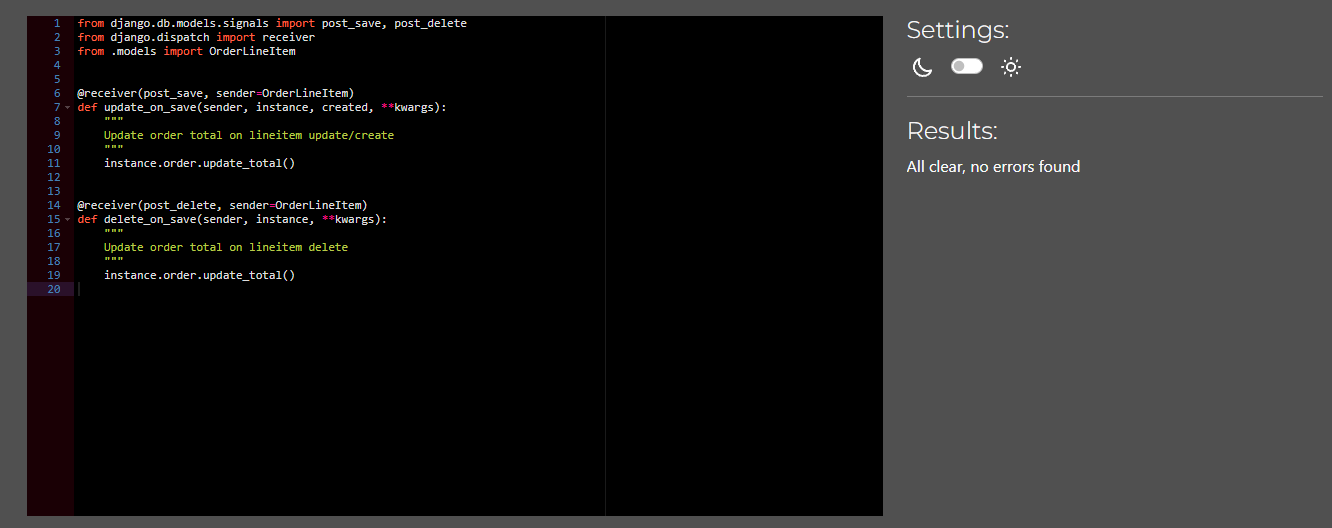 1 from django.db.models.signals import post_save, post_delete
2 from django.dispatch import receiver
3 from .models import OrderLineItem
4
5
6 @receiver(post_save, sender=OrderLineItem)
7 def update_on_save(sender, instance, created, **kwargs):
8     """
9     Update order total on lineitem update/create
10     """
11     instance.order.update_total()
12
13
14 @receiver(post_delete, sender=OrderLineItem)
15 def delete_on_save(sender, instance, **kwargs):
16     """
17     Update order total on lineitem delete
18     """
19     instance.order.update_total()
20
Settings:
Results:
All clear, no errors found